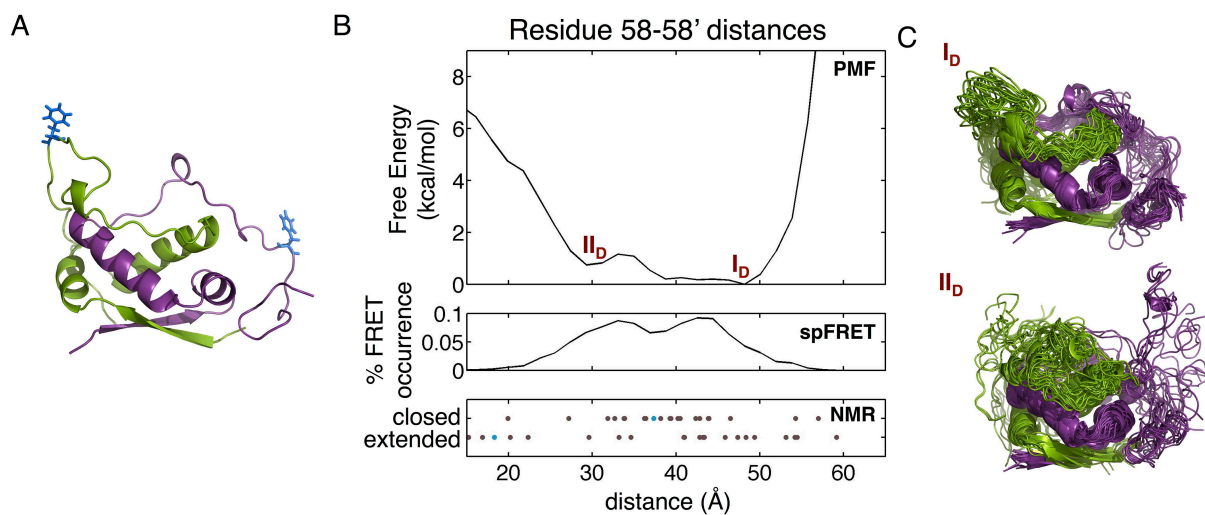 A
B
Residue 58-58' distances
C
PMF
Free Energy
(kcal/mol)
8
6
4
2
0
II_D
I_D
spFRET
% FRET
occurrence
0.1
0.05
0
NMR
closed
extended
20
30
40
50
60
distance (Å)
I_D
II_D